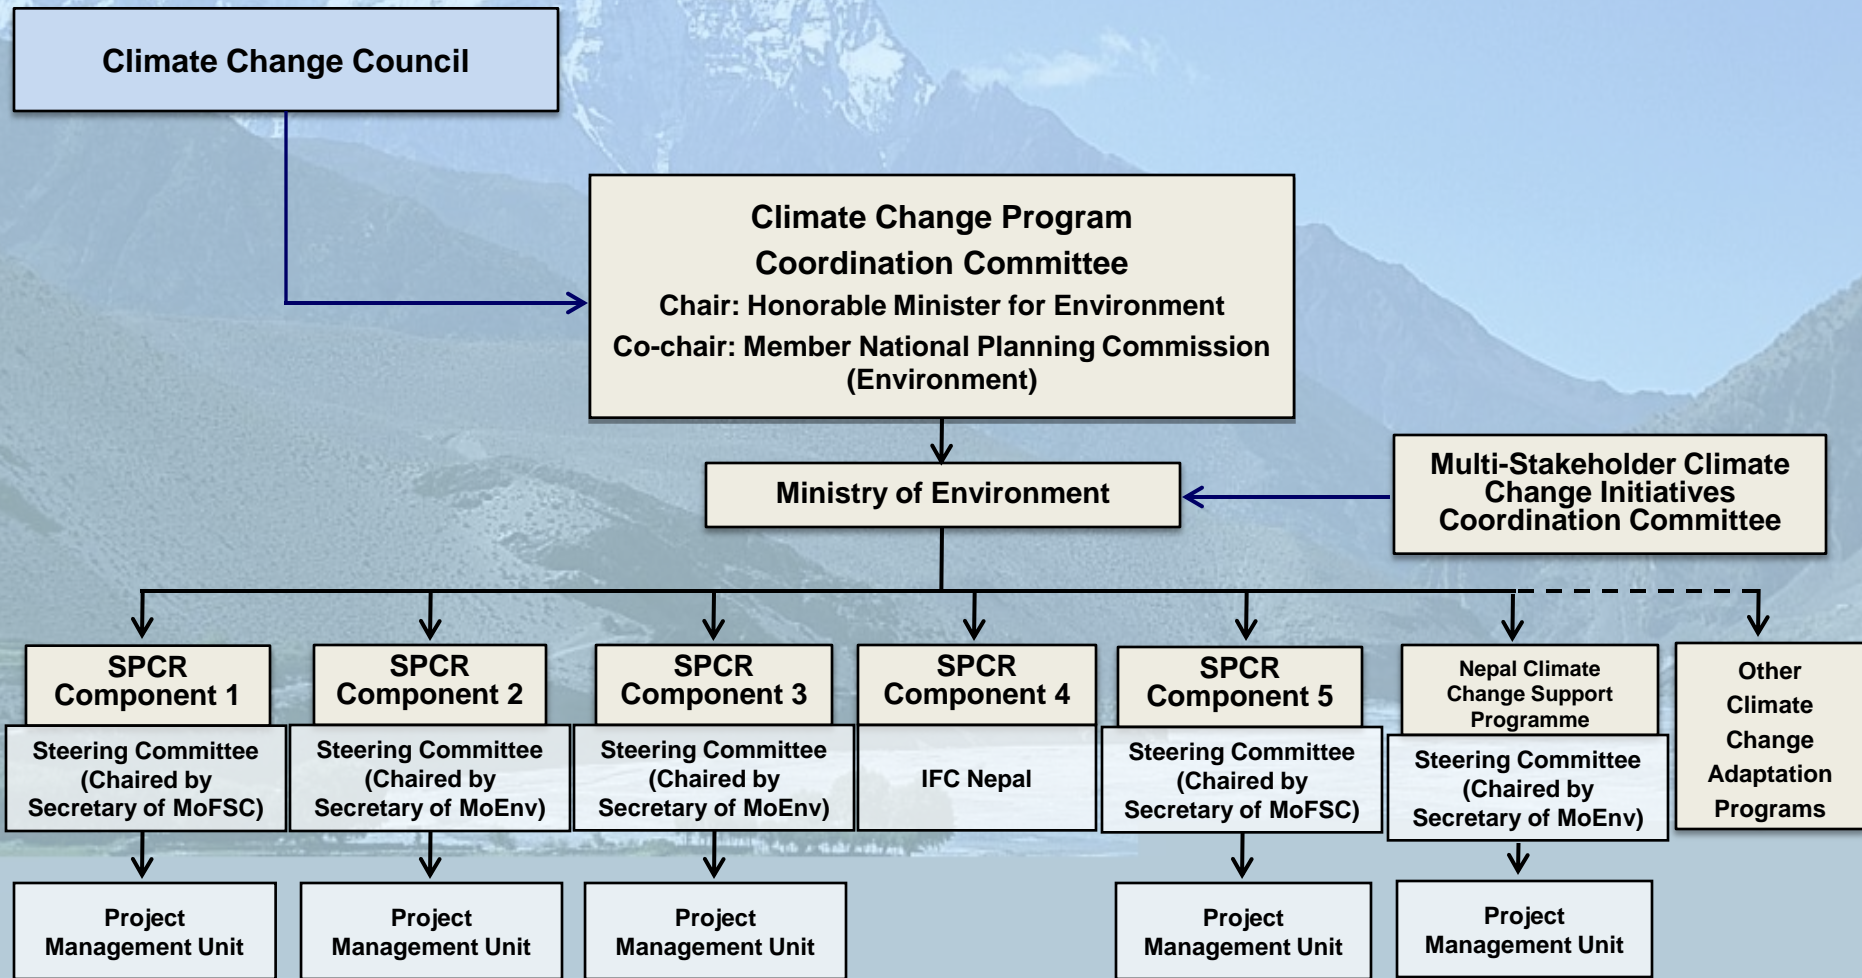 Climate Change Council
Climate Change Program
Coordination Committee
Chair: Honorable Minister for Environment
Co-chair: Member National Planning Commission
(Environment)
Ministry of Environment
Multi-Stakeholder Climate
Change Initiatives
Coordination Committee
SPCR
Component 1
Steering Committee
(Chaired by
Secretary of MoFSC)
Project
Management Unit
SPCR
Component 2
Steering Committee
(Chaired by
Secretary of MoEnv)
Project
Management Unit
SPCR
Component 3
Steering Committee
(Chaired by
Secretary of MoEnv)
Project
Management Unit
SPCR
Component 4
IFC Nepal
SPCR
Component 5
Steering Committee
(Chaired by
Secretary of MoFSC)
Project
Management Unit
Nepal Climate
Change Support
Programme
Steering Committee
(Chaired by
Secretary of MoEnv)
Project
Management Unit
Other
Climate
Change
Adaptation
Programs